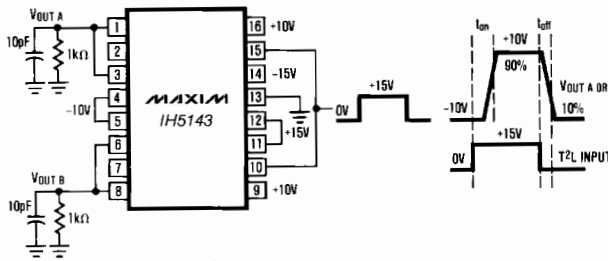 VOUT A
10pF
1kΩ
-10V
VOUT B
10pF
1kΩ
1
2
3
4
5
6
7
8
MAXIM
IH5143
16 +10V
15
14 -15V
13
12
+15V
11
10
9 +10V
0V
+15V
ton
toff
+10V
90%
-10V
VOUT A OR
10%
+15V
0V
T²L INPUT